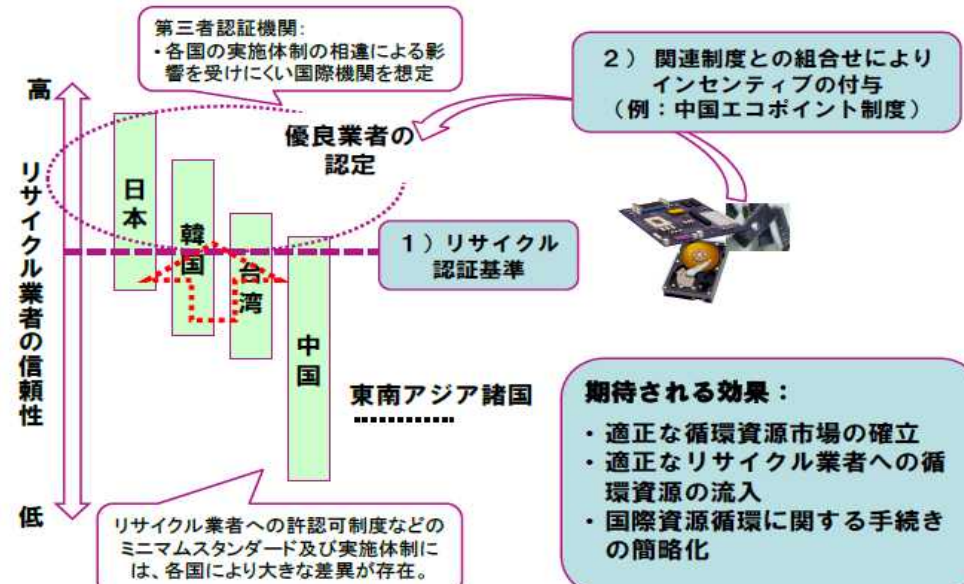 第三者認証機関:
・各国の実施体制の相違による影
響を受けにくい国際機関を想定
2） 関連制度との組合せにより
インセンティブの付与
（例：中国エコポイント制度）
高
優良業者の
認定
リサイクル業者の信頼性
日本
韓国
台湾
中国
1）リサイクル
認証基準
東南アジア諸国
低
リサイクル業者への許認可制度などの
ミニマムスタンダード及び実施体制に
は、各国により大きな差異が存在。
期待される効果：
・適正な循環資源市場の確立
・適正なリサイクル業者への循
環資源の流入
・国際資源循環に関する手続き
の簡略化